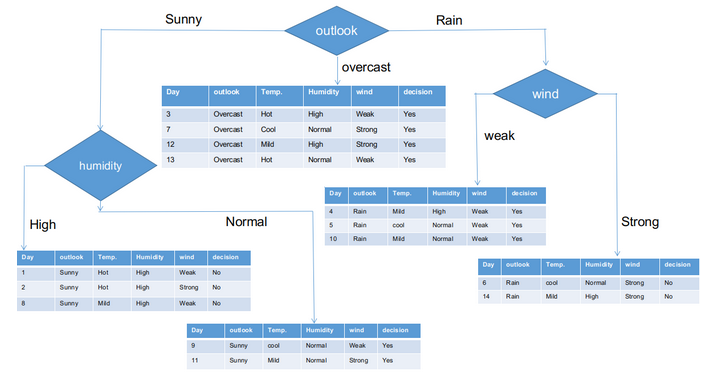 Sunny
outlook
Rain
overcast
Day outlook Temp. Humidity wind decision
3 Overcast Hot High Weak Yes
7 Overcast Cool Normal Strong Yes
12 Overcast Mild High Strong Yes
13 Overcast Hot Normal Weak Yes
wind
weak
humidity
Day outlook Temp. Humidity wind decision
4 Rain Mild High Weak Yes
5 Rain cool Normal Weak Yes
10 Rain Mild Normal Weak Yes
High
Normal
Strong
Day outlook Temp. Humidity wind decision
1 Sunny Hot High Weak No
2 Sunny Hot High Strong No
8 Sunny Mild High Weak No
Day outlook Temp. Humidity wind decision
6 Rain cool Normal Strong No
14 Rain Mild High Strong No
Day outlook Temp. Humidity wind decision
9 Sunny cool Normal Weak Yes
11 Sunny Mild Normal Strong Yes